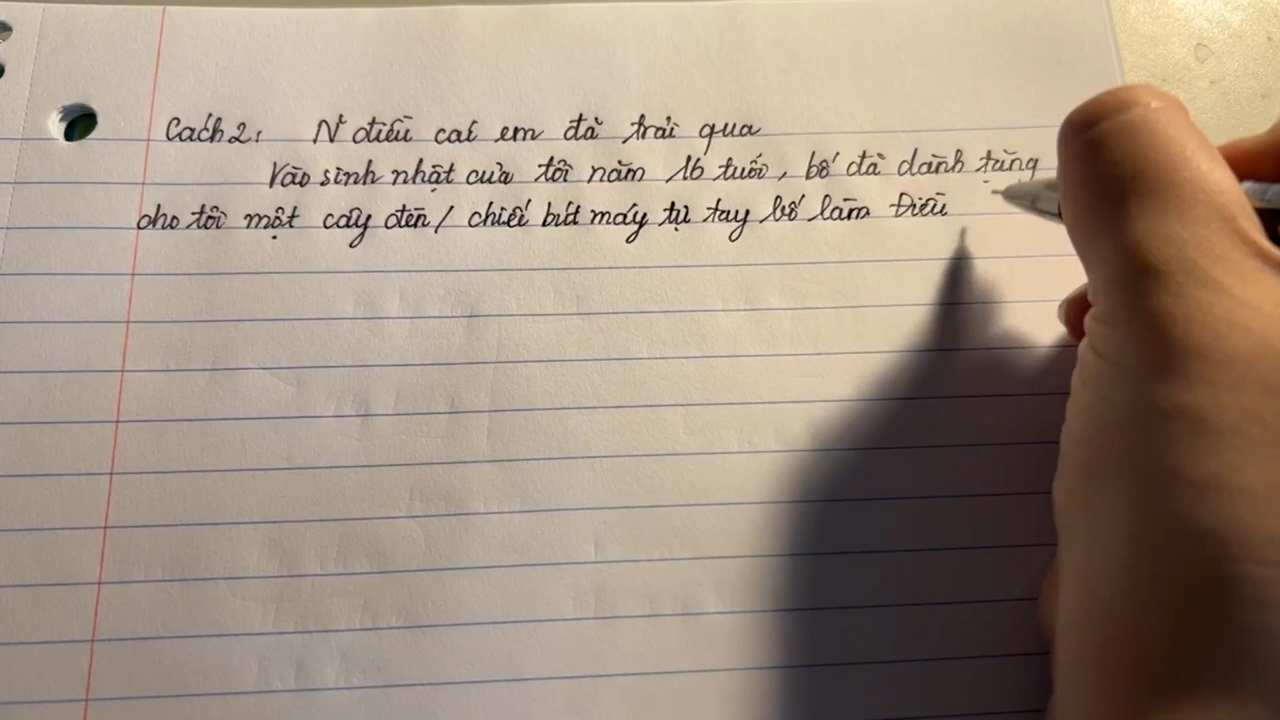 Cách 2: N~ điều các em đã trải qua
Vào sinh nhật của tôi năm 16 tuổi, bố đã dành tặng
cho tôi một cây đèn / chiếc bút máy tự tay bố làm Điều